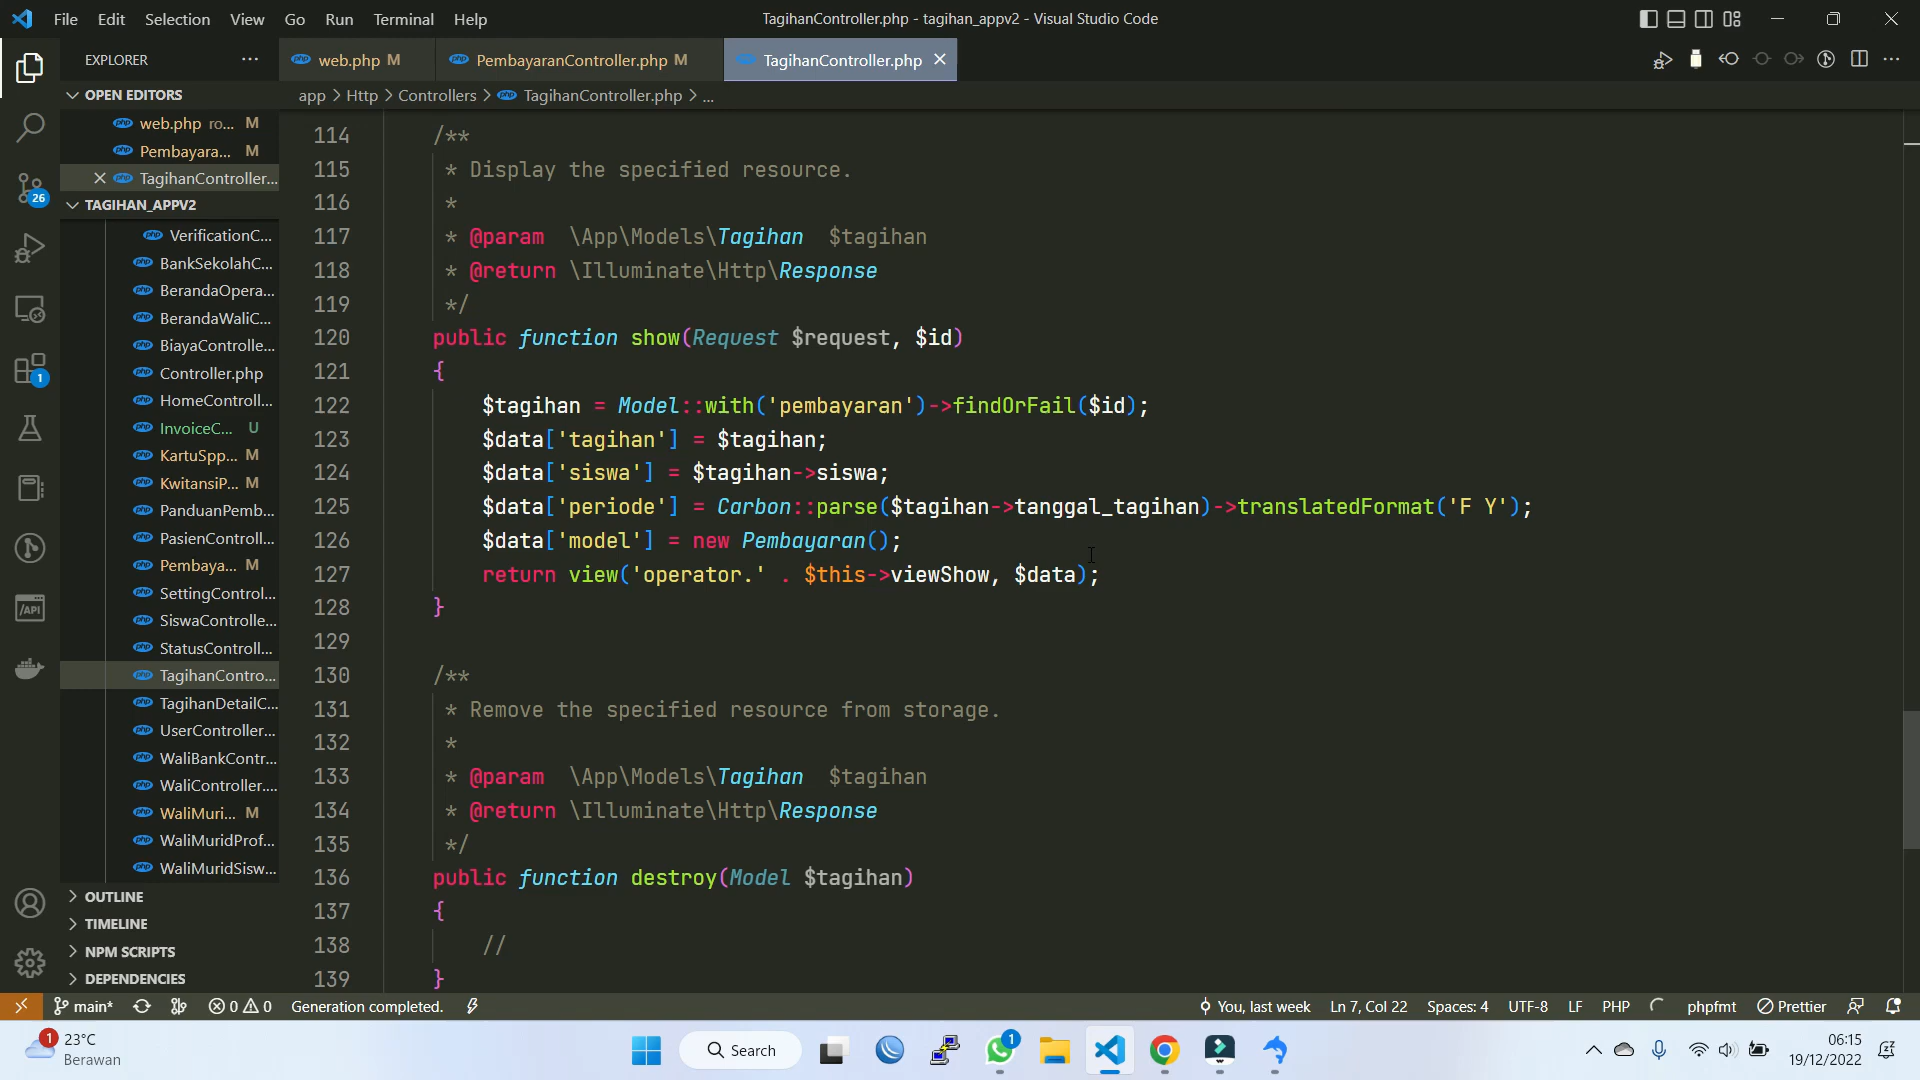 File Edit Selection View Go Run Terminal Help
TagihanController.php - tagihan_appv2 - Visual Studio Code
EXPLORER ...
web.php M
PembayaranController.php M
TagihanController.php
OPEN EDITORS
web.php ro... M
Pembayara... M
TagihanController...
TAGIHAN_APPV2
app > Http > Controllers > TagihanController.php > ...
VerificationC...
BankSekolahC...
BerandaOpera...
BerandaWaliC...
BiayaControlle...
Controller.php
HomeControll...
InvoiceC... U
KartuSpp... M
KwitansiP... M
PanduanPemb...
PasienControll...
Pembaya... M
SettingControl...
SiswaControlle...
StatusControll...
TagihanContro...
TagihanDetailC...
UserController...
WaliBankContr...
WaliController....
WaliMuri... M
WaliMuridProf...
WaliMuridSisw...
OUTLINE
TIMELINE
NPM SCRIPTS
DEPENDENCIES
26
1
114 /**
115 * Display the specified resource.
116 *
117 * @param \App\Models\Tagihan $tagihan
118 * @return \Illuminate\Http\Response
119 */
120 public function show(Request $request, $id)
121 {
122 $tagihan = Model::with('pembayaran')->findOrFail($id);
123 $data['tagihan'] = $tagihan;
124 $data['siswa'] = $tagihan->siswa;
125 $data['periode'] = Carbon::parse($tagihan->tanggal_tagihan)->translatedFormat('F Y');
126 $data['model'] = new Pembayaran();
127 return view('operator.' . $this->viewShow, $data);
128 }
129
130 /**
131 * Remove the specified resource from storage.
132 *
133 * @param \App\Models\Tagihan $tagihan
134 * @return \Illuminate\Http\Response
135 */
136 public function destroy(Model $tagihan)
137 {
138 //
139 }
main* 0 0 Generation completed. You, last week Ln 7, Col 22 Spaces: 4 UTF-8 LF PHP phpfmt Prettier
1
23°C
Berawan
Search
1
06:15
19/12/2022